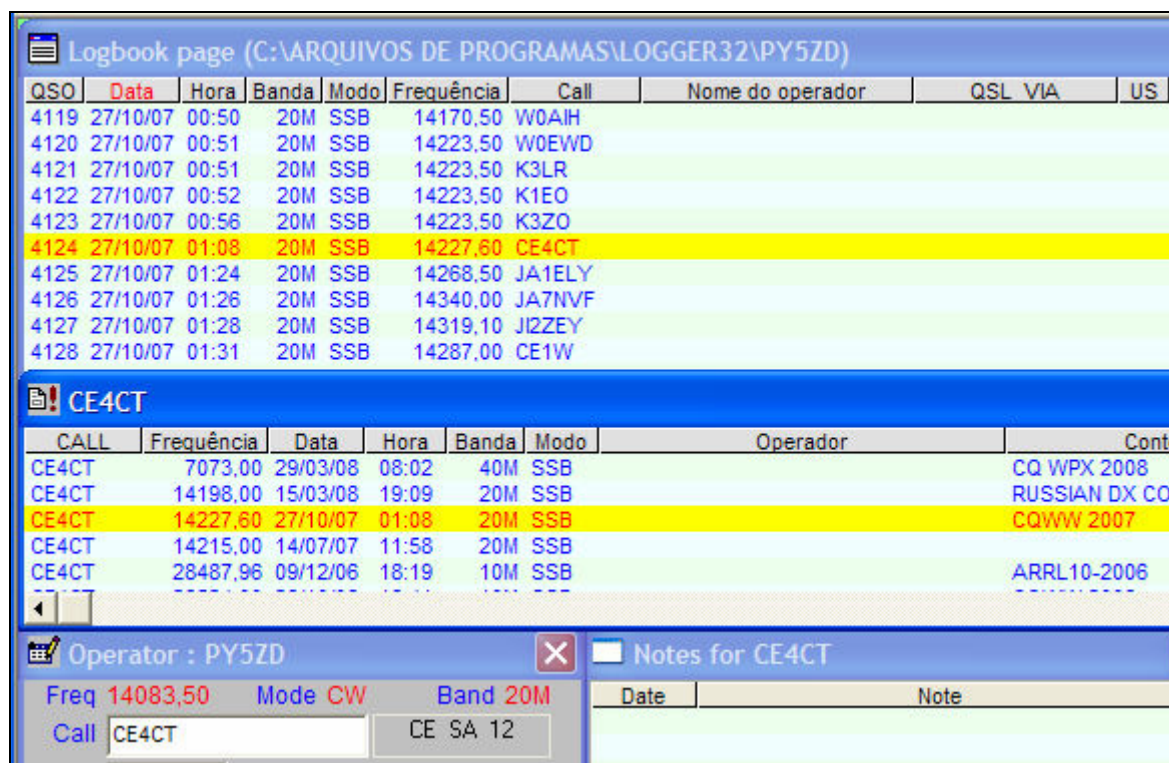 Logbook page (C:\ARQUIVOS DE PROGRAMAS\LOGGER32\PY5ZD)
QSO Data Hora Banda Modo Frequência Call Nome do operador QSL VIA US
4119 27/10/07 00:50 20M SSB 14170,50 W0AIH
4120 27/10/07 00:51 20M SSB 14223,50 W0EWD
4121 27/10/07 00:51 20M SSB 14223,50 K3LR
4122 27/10/07 00:52 20M SSB 14223,50 K1EO
4123 27/10/07 00:56 20M SSB 14223,50 K3ZO
4124 27/10/07 01:08 20M SSB 14227,60 CE4CT
4125 27/10/07 01:24 20M SSB 14268,50 JA1ELY
4126 27/10/07 01:26 20M SSB 14340,00 JA7NVF
4127 27/10/07 01:28 20M SSB 14319,10 JI2ZEY
4128 27/10/07 01:31 20M SSB 14287,00 CE1W
CE4CT
CALL Frequência Data Hora Banda Modo Operador Cont
CE4CT 7073,00 29/03/08 08:02 40M SSB CQ WPX 2008
CE4CT 14198,00 15/03/08 19:09 20M SSB RUSSIAN DX CO
CE4CT 14227,60 27/10/07 01:08 20M SSB CQWW 2007
CE4CT 14215,00 14/07/07 11:58 20M SSB
CE4CT 28487,96 09/12/06 18:19 10M SSB ARRL10-2006
Operator : PY5ZD
Freq 14083,50 Mode CW Band 20M
Call CE4CT CE SA 12
Notes for CE4CT
Date Note